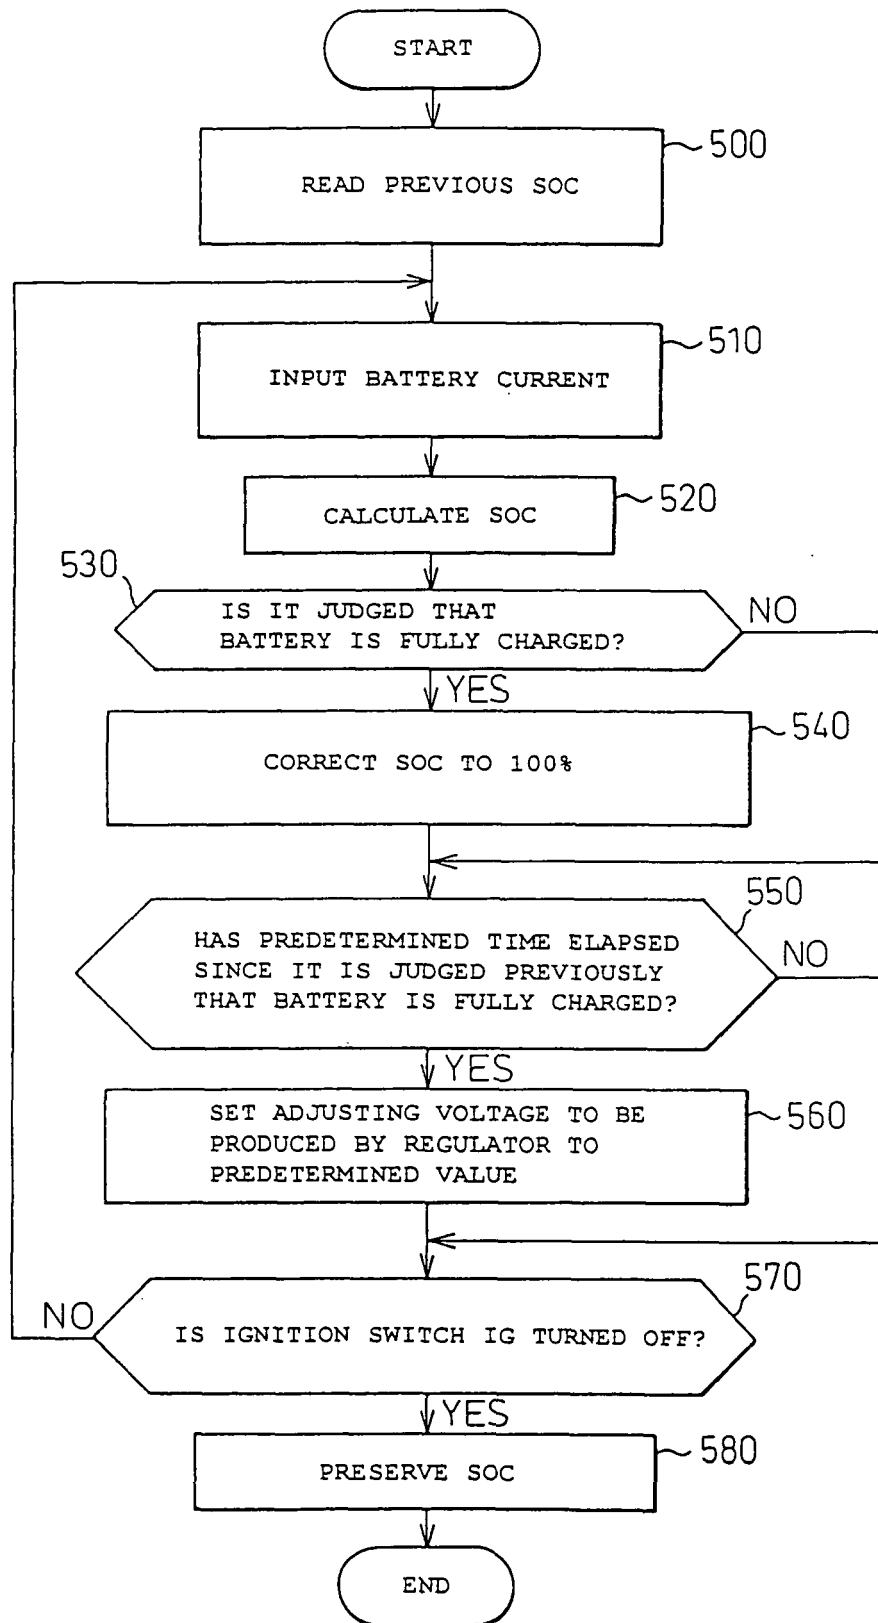 START
READ PREVIOUS SOC
500
INPUT BATTERY CURRENT
510
CALCULATE SOC
520
530
IS IT JUDGED THAT
BATTERY IS FULLY CHARGED?
NO
YES
CORRECT SOC TO 100%
540
550
HAS PREDETERMINED TIME ELAPSED
SINCE IT IS JUDGED PREVIOUSLY
THAT BATTERY IS FULLY CHARGED?
NO
YES
SET ADJUSTING VOLTAGE TO BE
PRODUCED BY REGULATOR TO
PREDETERMINED VALUE
560
570
NO
IS IGNITION SWITCH IG TURNED OFF?
YES
PRESERVE SOC
580
END